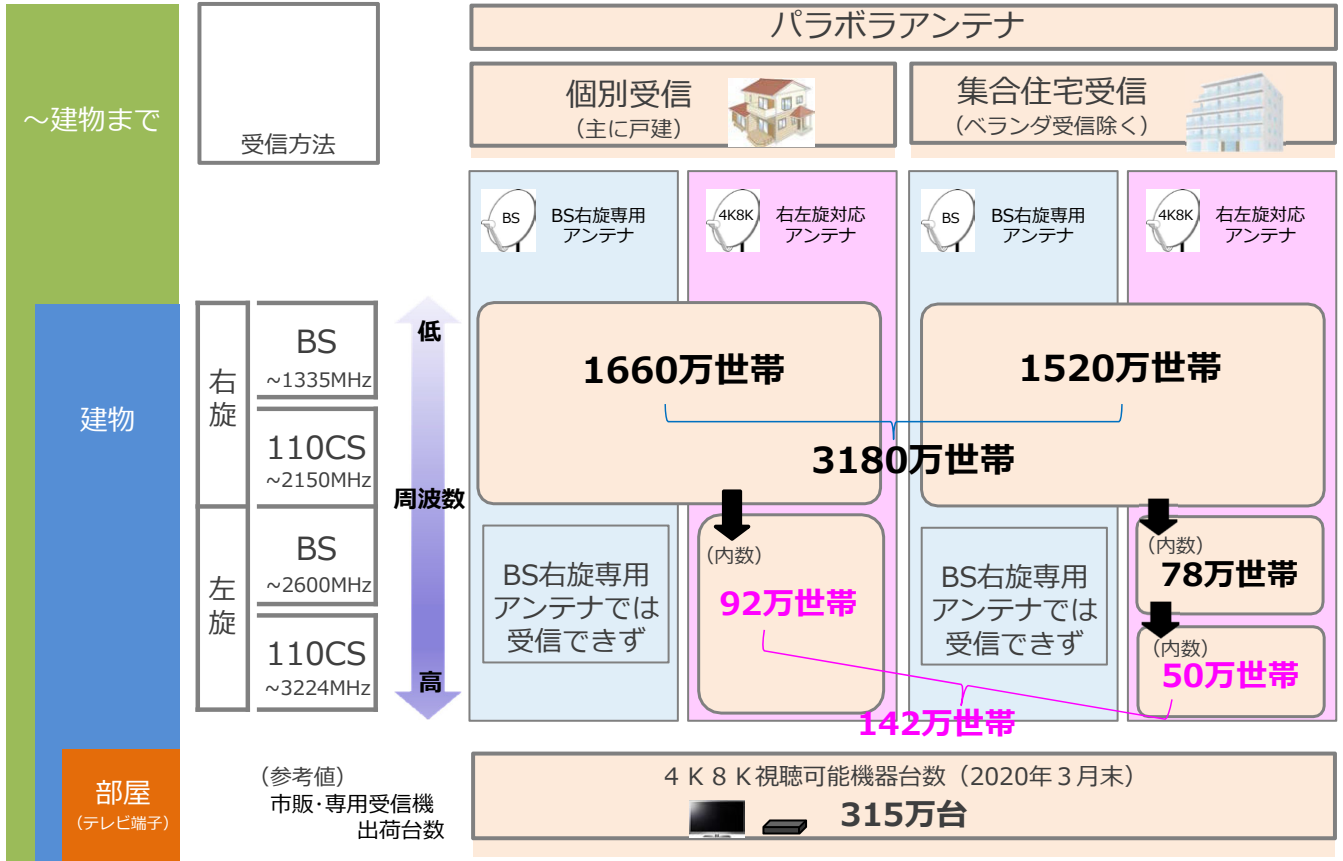 パラボラアンテナ
～建物まで
受信方法
個別受信
（主に戸建）
集合住宅受信
（ベランダ受信除く）
BS
BS右旋専用
アンテナ
4K8K
右左旋対応
アンテナ
BS
BS右旋専用
アンテナ
4K8K
右左旋対応
アンテナ
建物
右旋
BS
~1335MHz
110CS
~2150MHz
左旋
BS
~2600MHz
110CS
~3224MHz
低
周波数
高
1660万世帯
1520万世帯
3180万世帯
BS右旋専用
アンテナでは
受信できず
（内数）
92万世帯
BS右旋専用
アンテナでは
受信できず
（内数）
78万世帯
（内数）
50万世帯
142万世帯
部屋
（テレビ端子）
（参考値）
市販･専用受信機
出荷台数
４Ｋ８Ｋ視聴可能機器台数（2020年３月末）
315万台